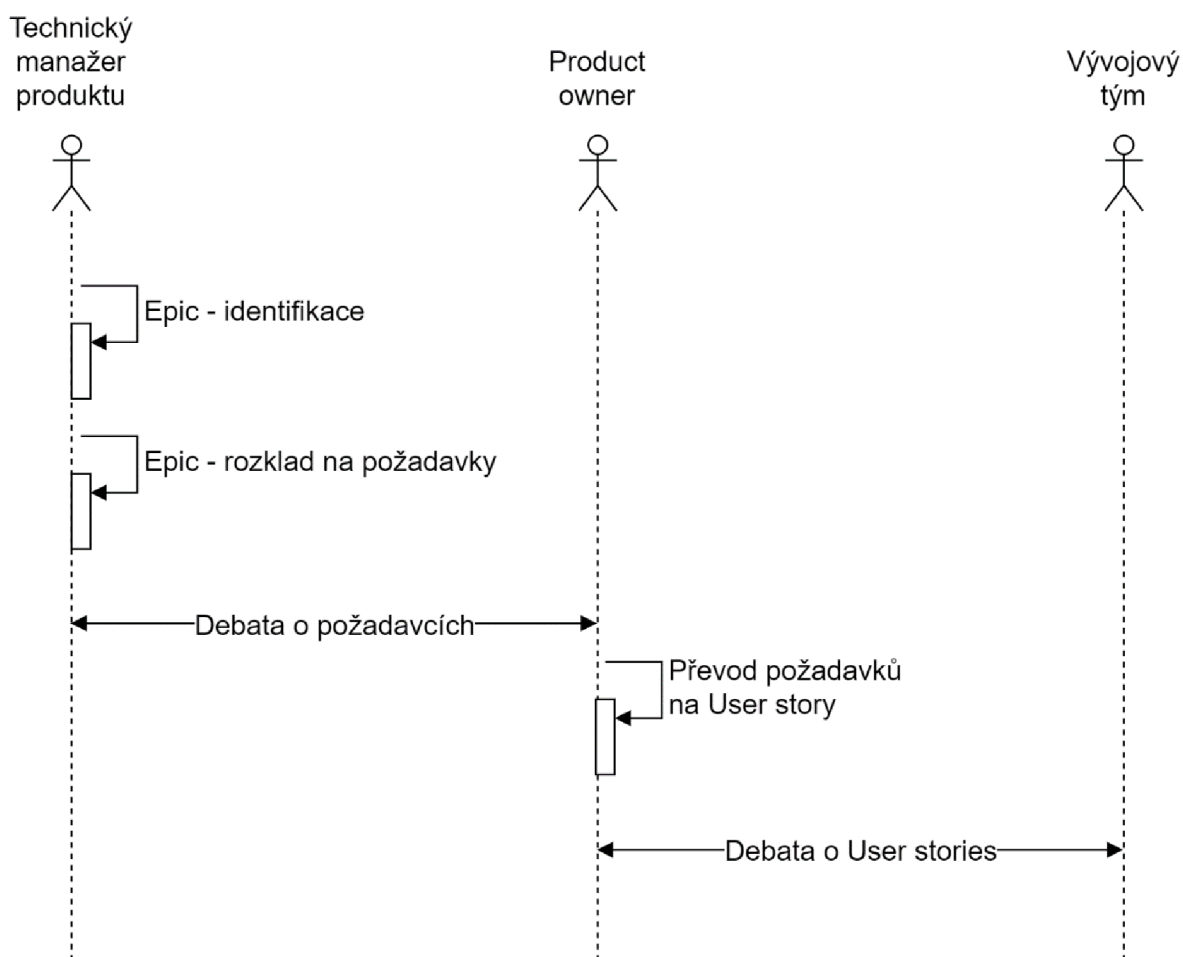 Technický
manažer
produktu
Product
owner
Vývojový
tým
Epic - identifikace
Epic - rozklad na požadavky
Debata o požadavcích
Převod požadavků
na User story
Debata o User stories